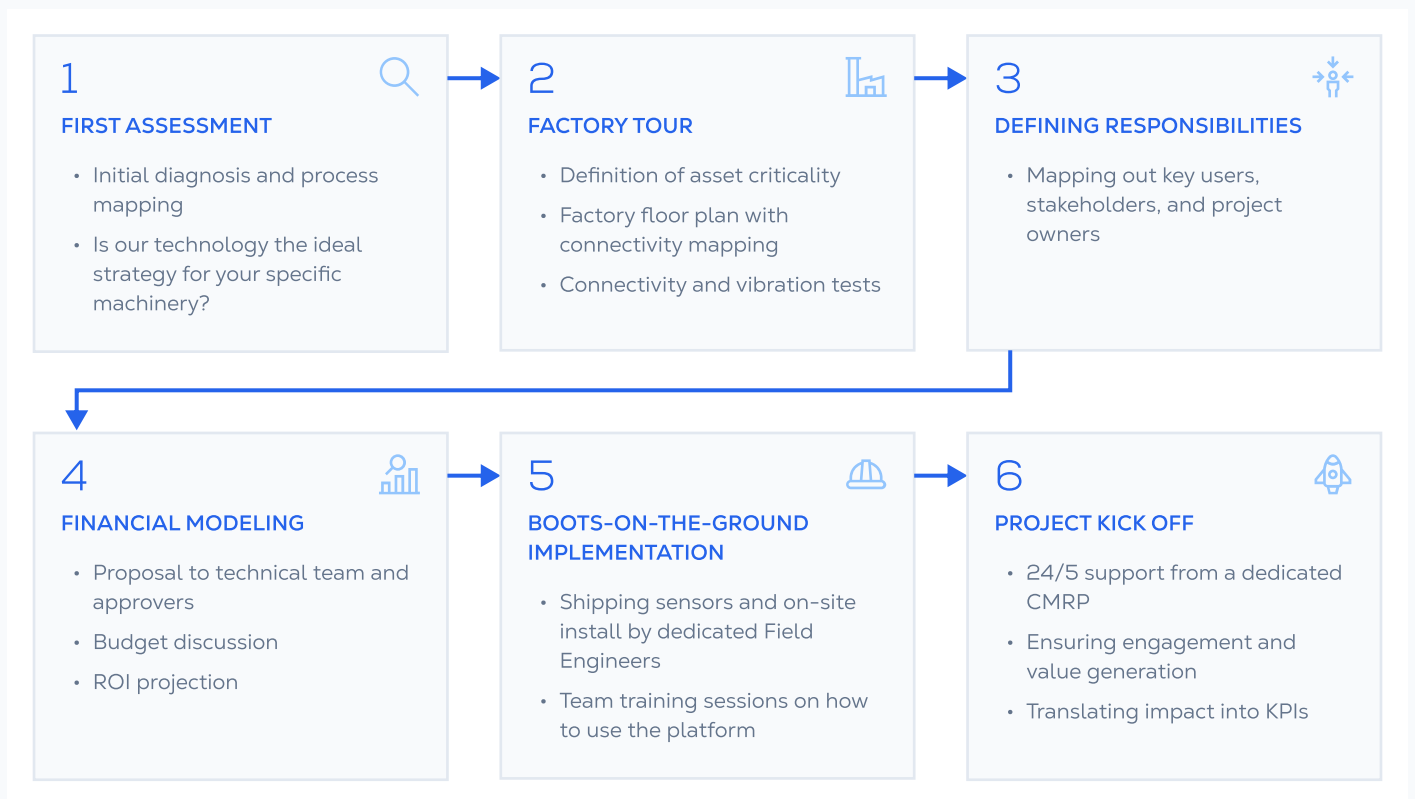 1
FIRST ASSESSMENT
• Initial diagnosis and process
mapping
• Is our technology the ideal
strategy for your specific
machinery?
2
FACTORY TOUR
• Definition of asset criticality
• Factory floor plan with
connectivity mapping
• Connectivity and vibration tests
3
DEFINING RESPONSIBILITIES
• Mapping out key users,
stakeholders, and project
owners
4
FINANCIAL MODELING
• Proposal to technical team and
approvers
• Budget discussion
• ROI projection
5
BOOTS-ON-THE-GROUND
IMPLEMENTATION
• Shipping sensors and on-site
install by dedicated Field
Engineers
• Team training sessions on how
to use the platform
6
PROJECT KICK OFF
• 24/5 support from a dedicated
CMRP
• Ensuring engagement and
value generation
• Translating impact into KPIs